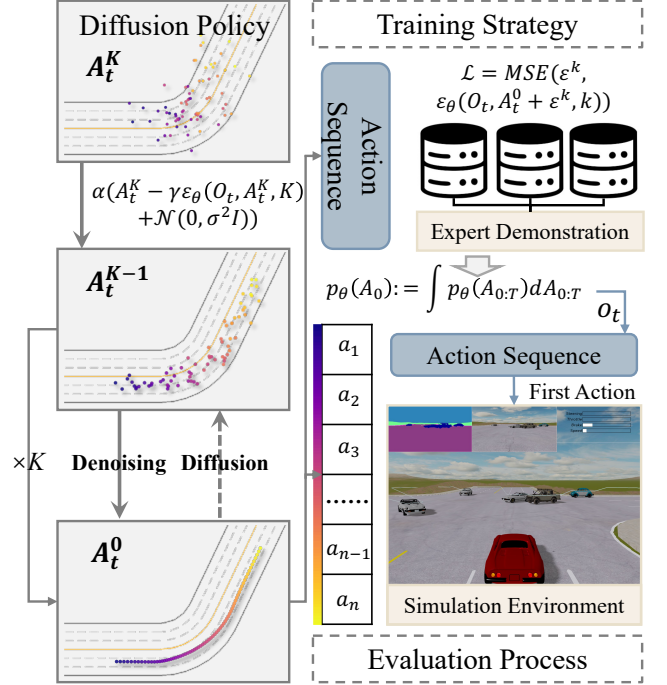 Diffusion Policy
A_t^K
α(A_t^K − γε_θ(O_t, A_t^K, K)
+𝒩(0, σ²I))
A_t^{K−1}
×K
Denoising
Diffusion
A_t^0
Training Strategy
Action
Sequence
ℒ = MSE(ε^k,
ε_θ(O_t, A_t^0 + ε^k, k))
Expert Demonstration
p_θ(A_0):= ∫ p_θ(A_{0:T})dA_{0:T}
O_t
a_1
a_2
a_3
……
a_{n−1}
a_n
Action Sequence
First Action
Simulation Environment
Evaluation Process